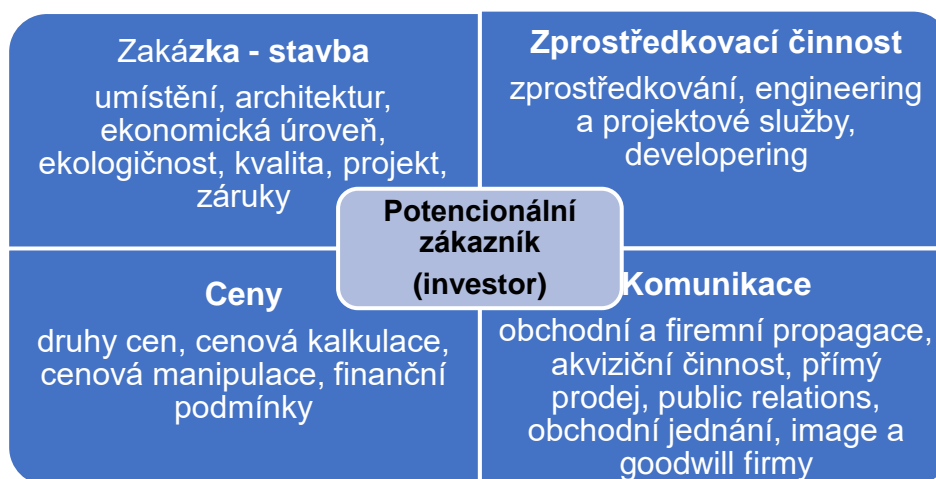 Zakázka - stavba
umístění, architektur,
ekonomická úroveň,
ekologičnost, kvalita, projekt,
záruky
Zprostředkovací činnost
zprostředkování, engineering
a projektové služby,
developering
Potencionální
zákazník
(investor)
Ceny
druhy cen, cenová kalkulace,
cenová manipulace, finanční
podmínky
Komunikace
obchodní a firemní propagace,
akviziční činnost, přímý
prodej, public relations,
obchodní jednání, image a
goodwill firmy